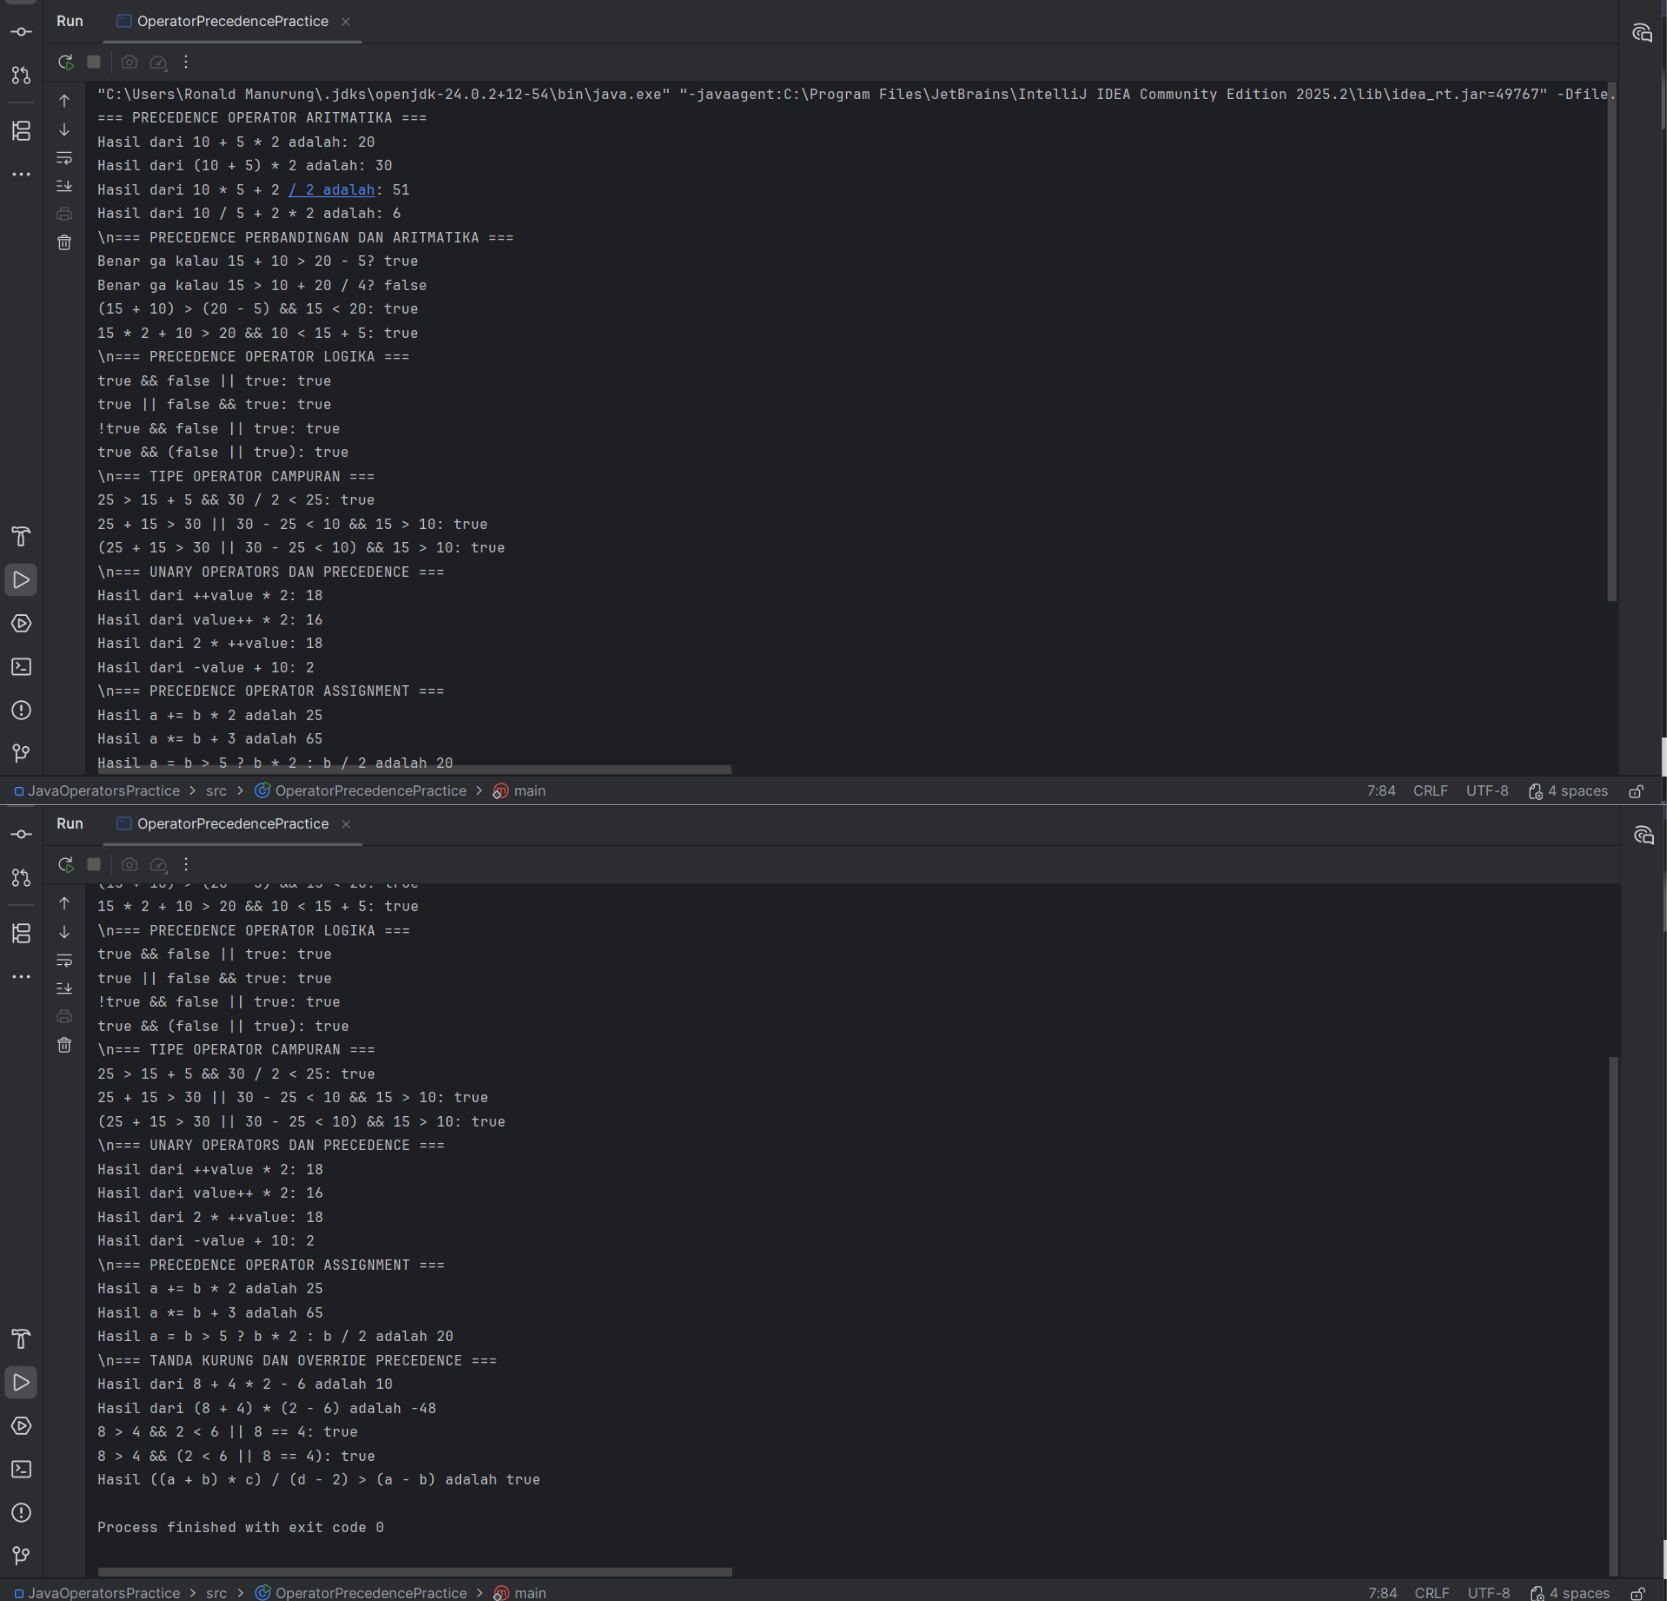 Run OperatorPrecedencePractice
"C:\Users\Ronald Manurung\.jdks\openjdk-24.0.2+12-54\bin\java.exe" "-javaagent:C:\Program Files\JetBrains\IntelliJ IDEA Community Edition 2025.2\lib\idea_rt.jar=49767" -Dfile.
=== PRECEDENCE OPERATOR ARITMATIKA ===
Hasil dari 10 + 5 * 2 adalah: 20
Hasil dari (10 + 5) * 2 adalah: 30
Hasil dari 10 * 5 + 2 / 2 adalah: 51
Hasil dari 10 / 5 + 2 * 2 adalah: 6
\n=== PRECEDENCE PERBANDINGAN DAN ARITMATIKA ===
Benar ga kalau 15 + 10 > 20 - 5? true
Benar ga kalau 15 > 10 + 20 / 4? false
(15 + 10) > (20 - 5) && 15 < 20: true
15 * 2 + 10 > 20 && 10 < 15 + 5: true
\n=== PRECEDENCE OPERATOR LOGIKA ===
true && false || true: true
true || false && true: true
!true && false || true: true
true && (false || true): true
\n=== TIPE OPERATOR CAMPURAN ===
25 > 15 + 5 && 30 / 2 < 25: true
25 + 15 > 30 || 30 - 25 < 10 && 15 > 10: true
(25 + 15 > 30 || 30 - 25 < 10) && 15 > 10: true
\n=== UNARY OPERATORS DAN PRECEDENCE ===
Hasil dari ++value * 2: 18
Hasil dari value++ * 2: 16
Hasil dari 2 * ++value: 18
Hasil dari -value + 10: 2
\n=== PRECEDENCE OPERATOR ASSIGNMENT ===
Hasil a += b * 2 adalah 25
Hasil a *= b + 3 adalah 65
Hasil a = b > 5 ? b * 2 : b / 2 adalah 20
JavaOperatorsPractice > src > OperatorPrecedencePractice > main 7:84 CRLF UTF-8 4 spaces
Run OperatorPrecedencePractice
(15 + 10) > (20 - 5) && 15 < 20: true
15 * 2 + 10 > 20 && 10 < 15 + 5: true
\n=== PRECEDENCE OPERATOR LOGIKA ===
true && false || true: true
true || false && true: true
!true && false || true: true
true && (false || true): true
\n=== TIPE OPERATOR CAMPURAN ===
25 > 15 + 5 && 30 / 2 < 25: true
25 + 15 > 30 || 30 - 25 < 10 && 15 > 10: true
(25 + 15 > 30 || 30 - 25 < 10) && 15 > 10: true
\n=== UNARY OPERATORS DAN PRECEDENCE ===
Hasil dari ++value * 2: 18
Hasil dari value++ * 2: 16
Hasil dari 2 * ++value: 18
Hasil dari -value + 10: 2
\n=== PRECEDENCE OPERATOR ASSIGNMENT ===
Hasil a += b * 2 adalah 25
Hasil a *= b + 3 adalah 65
Hasil a = b > 5 ? b * 2 : b / 2 adalah 20
\n=== TANDA KURUNG DAN OVERRIDE PRECEDENCE ===
Hasil dari 8 + 4 * 2 - 6 adalah 10
Hasil dari (8 + 4) * (2 - 6) adalah -48
8 > 4 && 2 < 6 || 8 == 4: true
8 > 4 && (2 < 6 || 8 == 4): true
Hasil ((a + b) * c) / (d - 2) > (a - b) adalah true
Process finished with exit code 0
JavaOperatorsPractice > src > OperatorPrecedencePractice > main 7:84 CRLF UTF-8 4 spaces